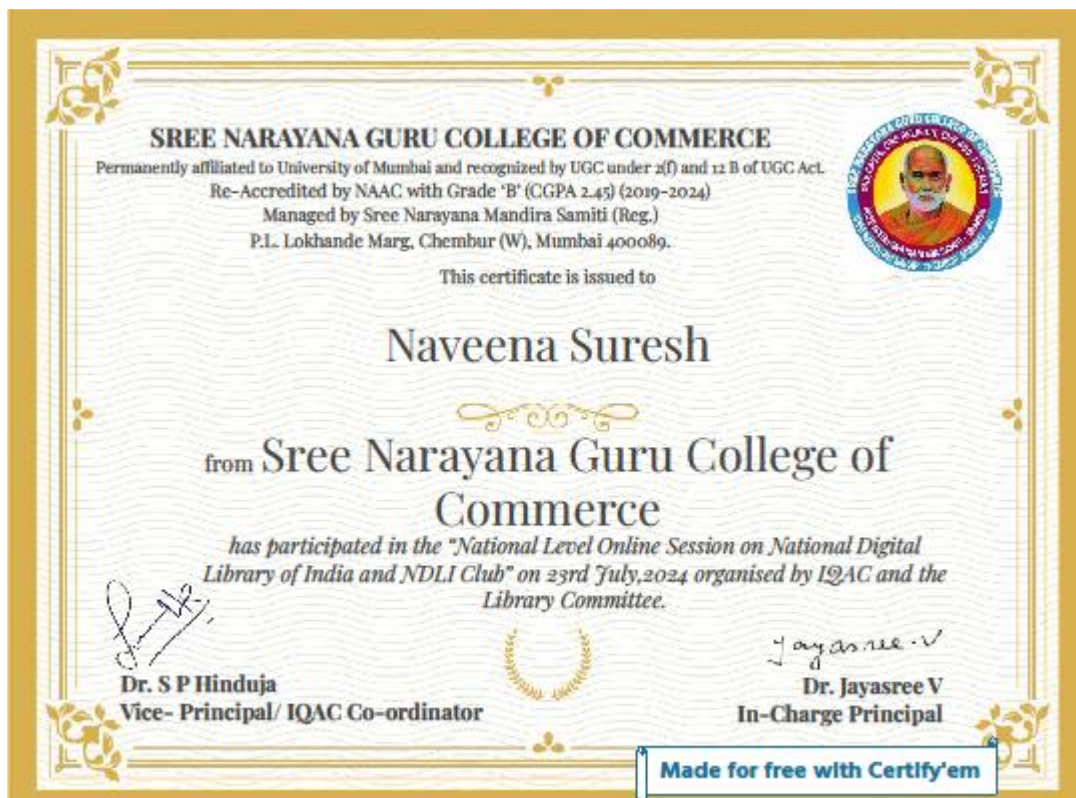 SREE NARAYANA GURU COLLEGE OF COMMERCE
Permanently affiliated to University of Mumbai and recognized by UGC under 2(f) and 12 B of UGC Act.
Re-Accredited by NAAC with Grade ‘B’ (CGPA 2.45) (2019-2024)
Managed by Sree Narayana Mandira Samiti (Reg.)
P.L. Lokhande Marg, Chembur (W), Mumbai 400089.
This certificate is issued to
Naveena Suresh
from Sree Narayana Guru College of
Commerce
has participated in the "National Level Online Session on National Digital
Library of India and NDLI Club" on 23rd July,2024 organised by IQAC and the
Library Committee.
Jayasree.V
Dr. S P Hinduja
Vice- Principal/ IQAC Co-ordinator
Dr. Jayasree V
In-Charge Principal
Made for free with Certify'em